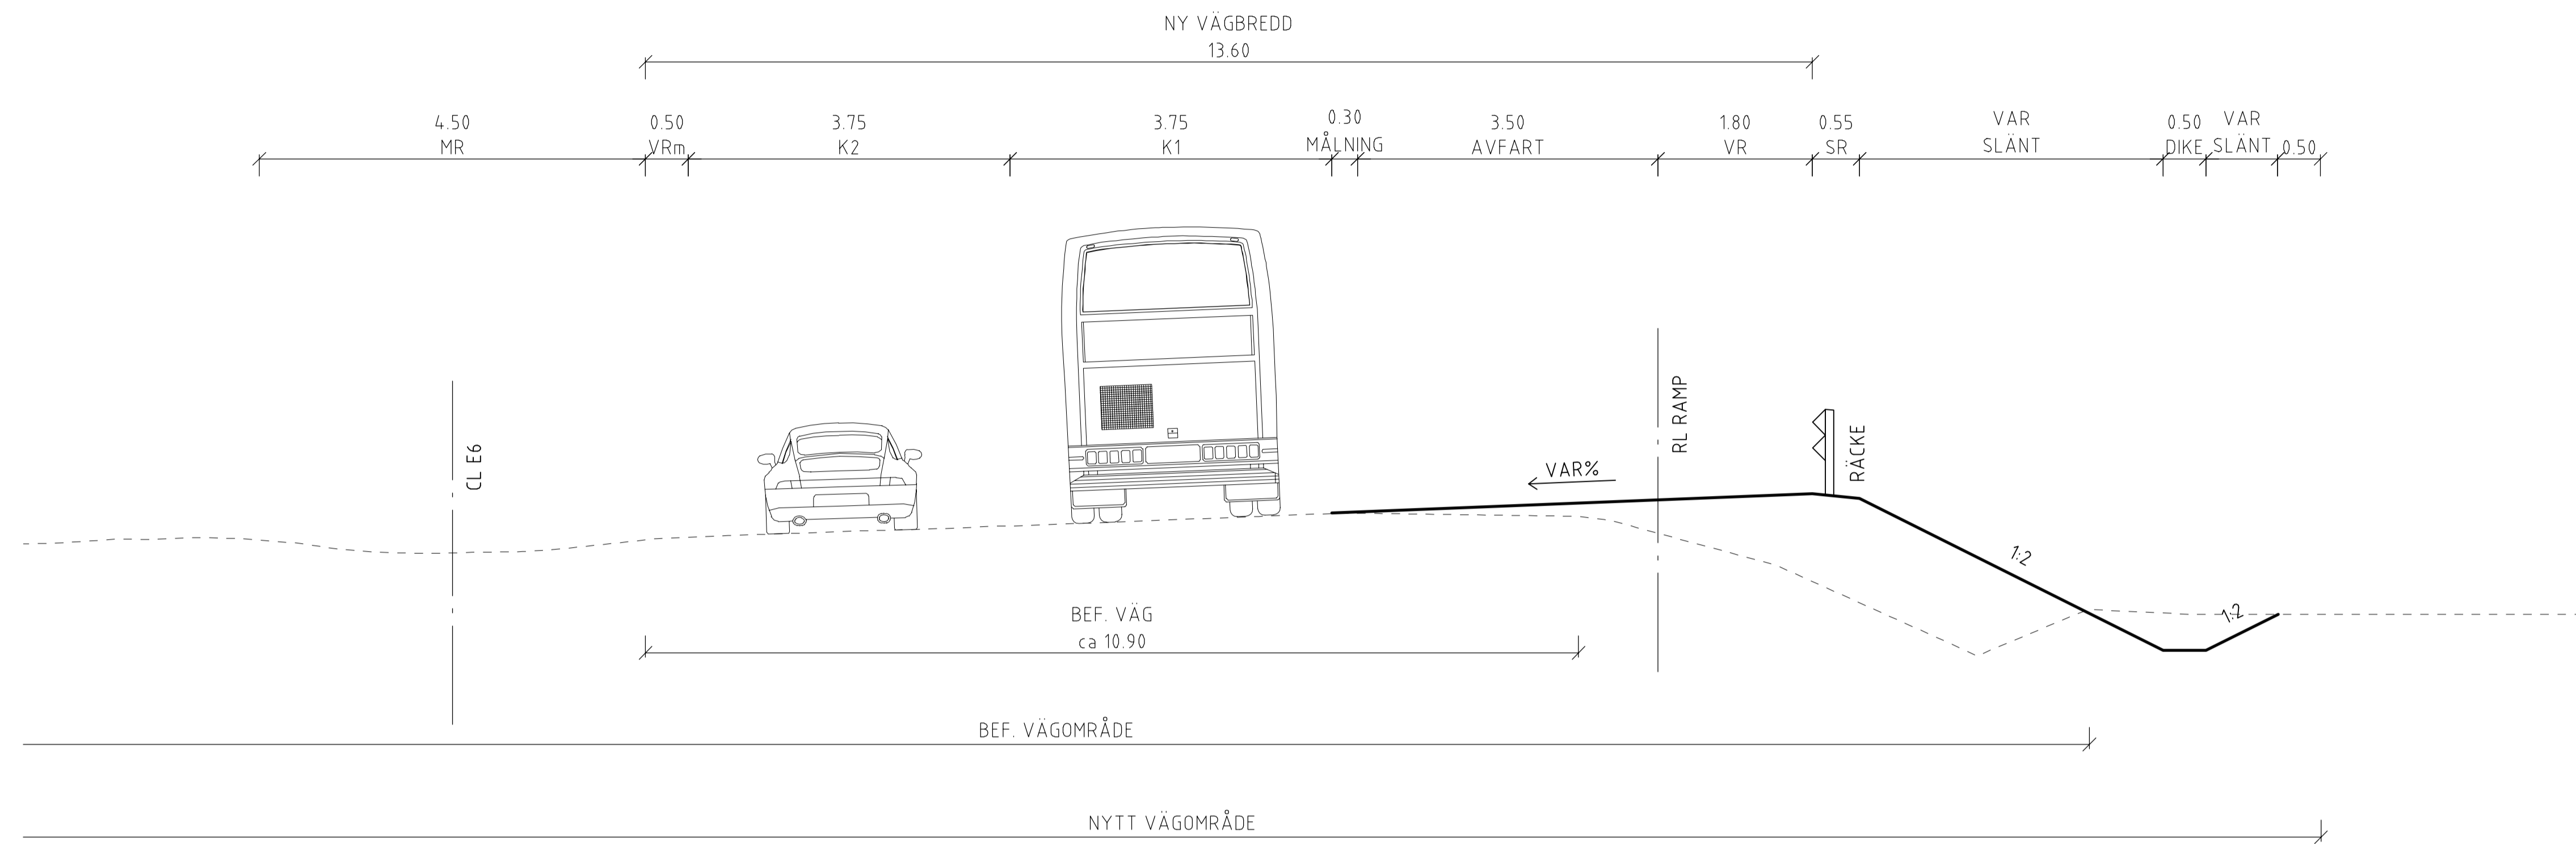 NY VÄGBREDD
13.60
4.50 0.50 3.75 3.75 0.30 3.50 1.80 0.55 VAR 0.50 VAR
MR VRm K2 K1 MÅLNING AVFART VR SR SLÄNT DIKE SLÄNT 0.50
CL E6
RL RAMP
VAR%
RÄCKE
1:2
1:2
BEF. VÄG
ca 10.90
BEF. VÄGOMRÅDE
NYTT VÄGOMRÅDE